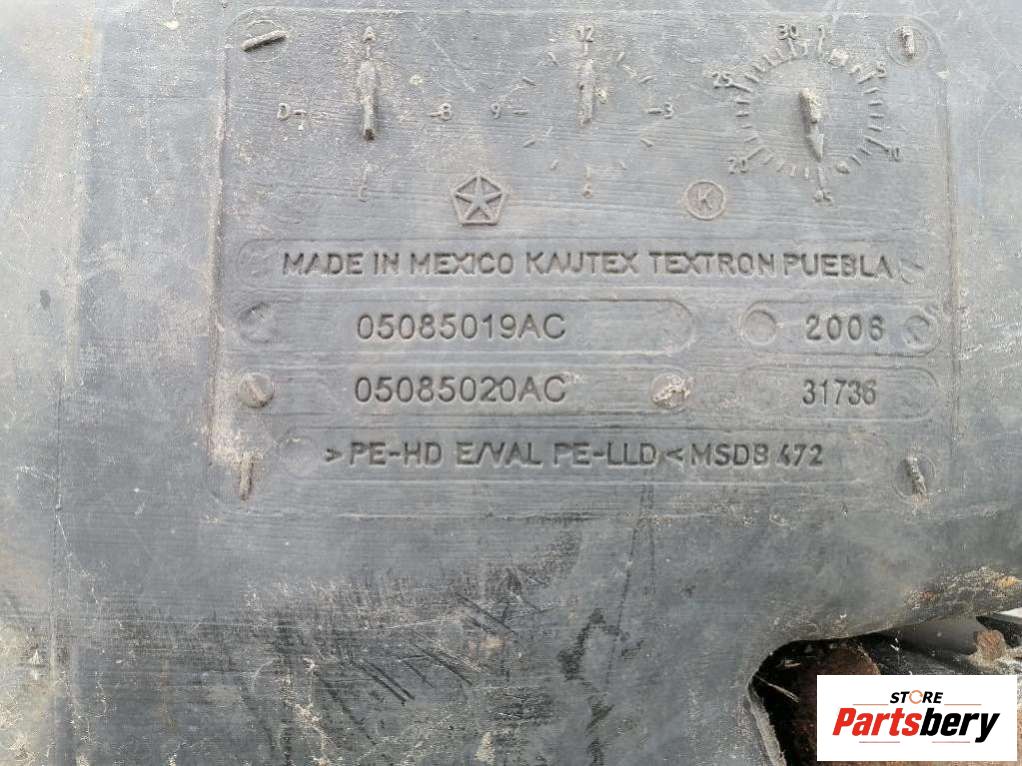 A 12 30 1
25 5
D 8 9 3
20 10
C 6 15
K
MADE IN MEXICO KAUTEX TEXTRON PUEBLA
05085019AC 2006
05085020AC 31736
>PE-HD E/VAL PE-LLD< MSDB 472
STORE
Partsbery